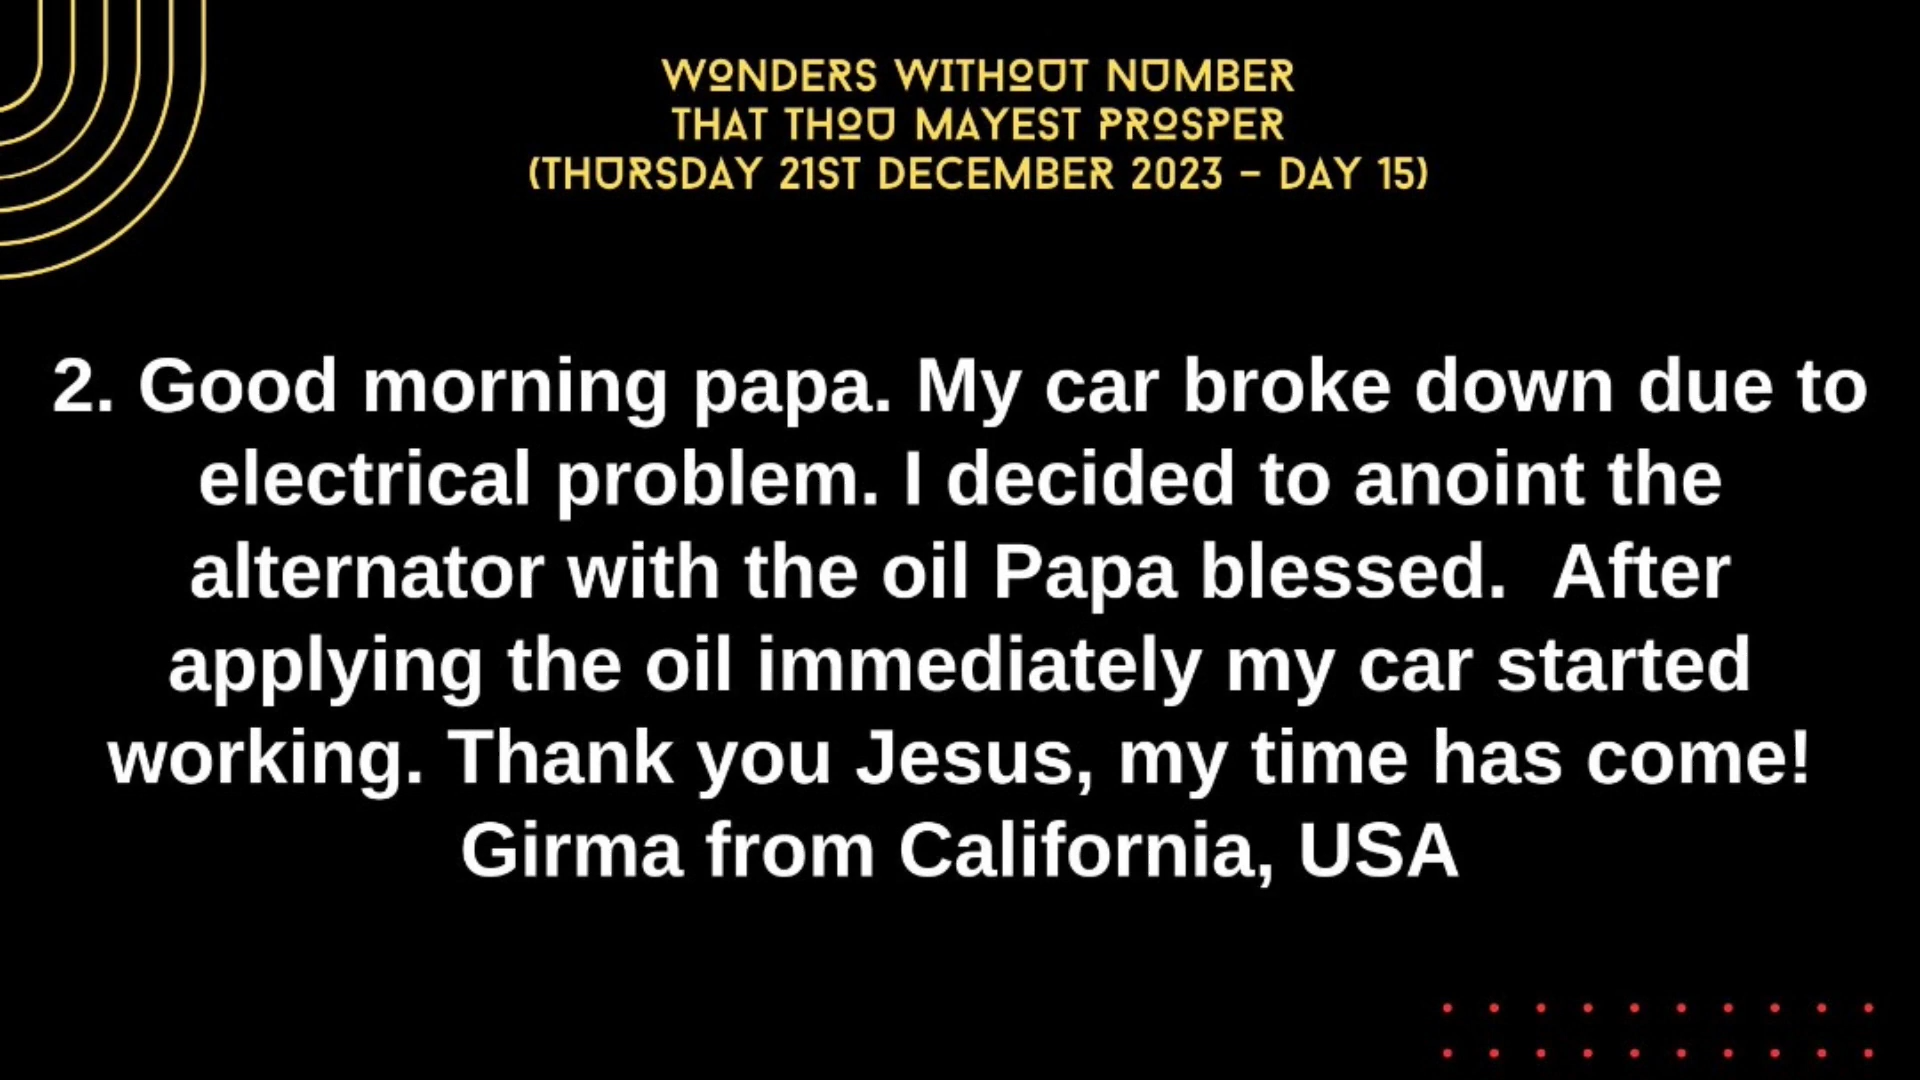 WONDERS WITHOUT NUMBER
THAT THOU MAYEST PROSPER
(THURSDAY 21ST DECEMBER 2023 – DAY 15)
2. Good morning papa. My car broke down due to
electrical problem. I decided to anoint the
alternator with the oil Papa blessed.  After
applying the oil immediately my car started
working. Thank you Jesus, my time has come!
Girma from California, USA